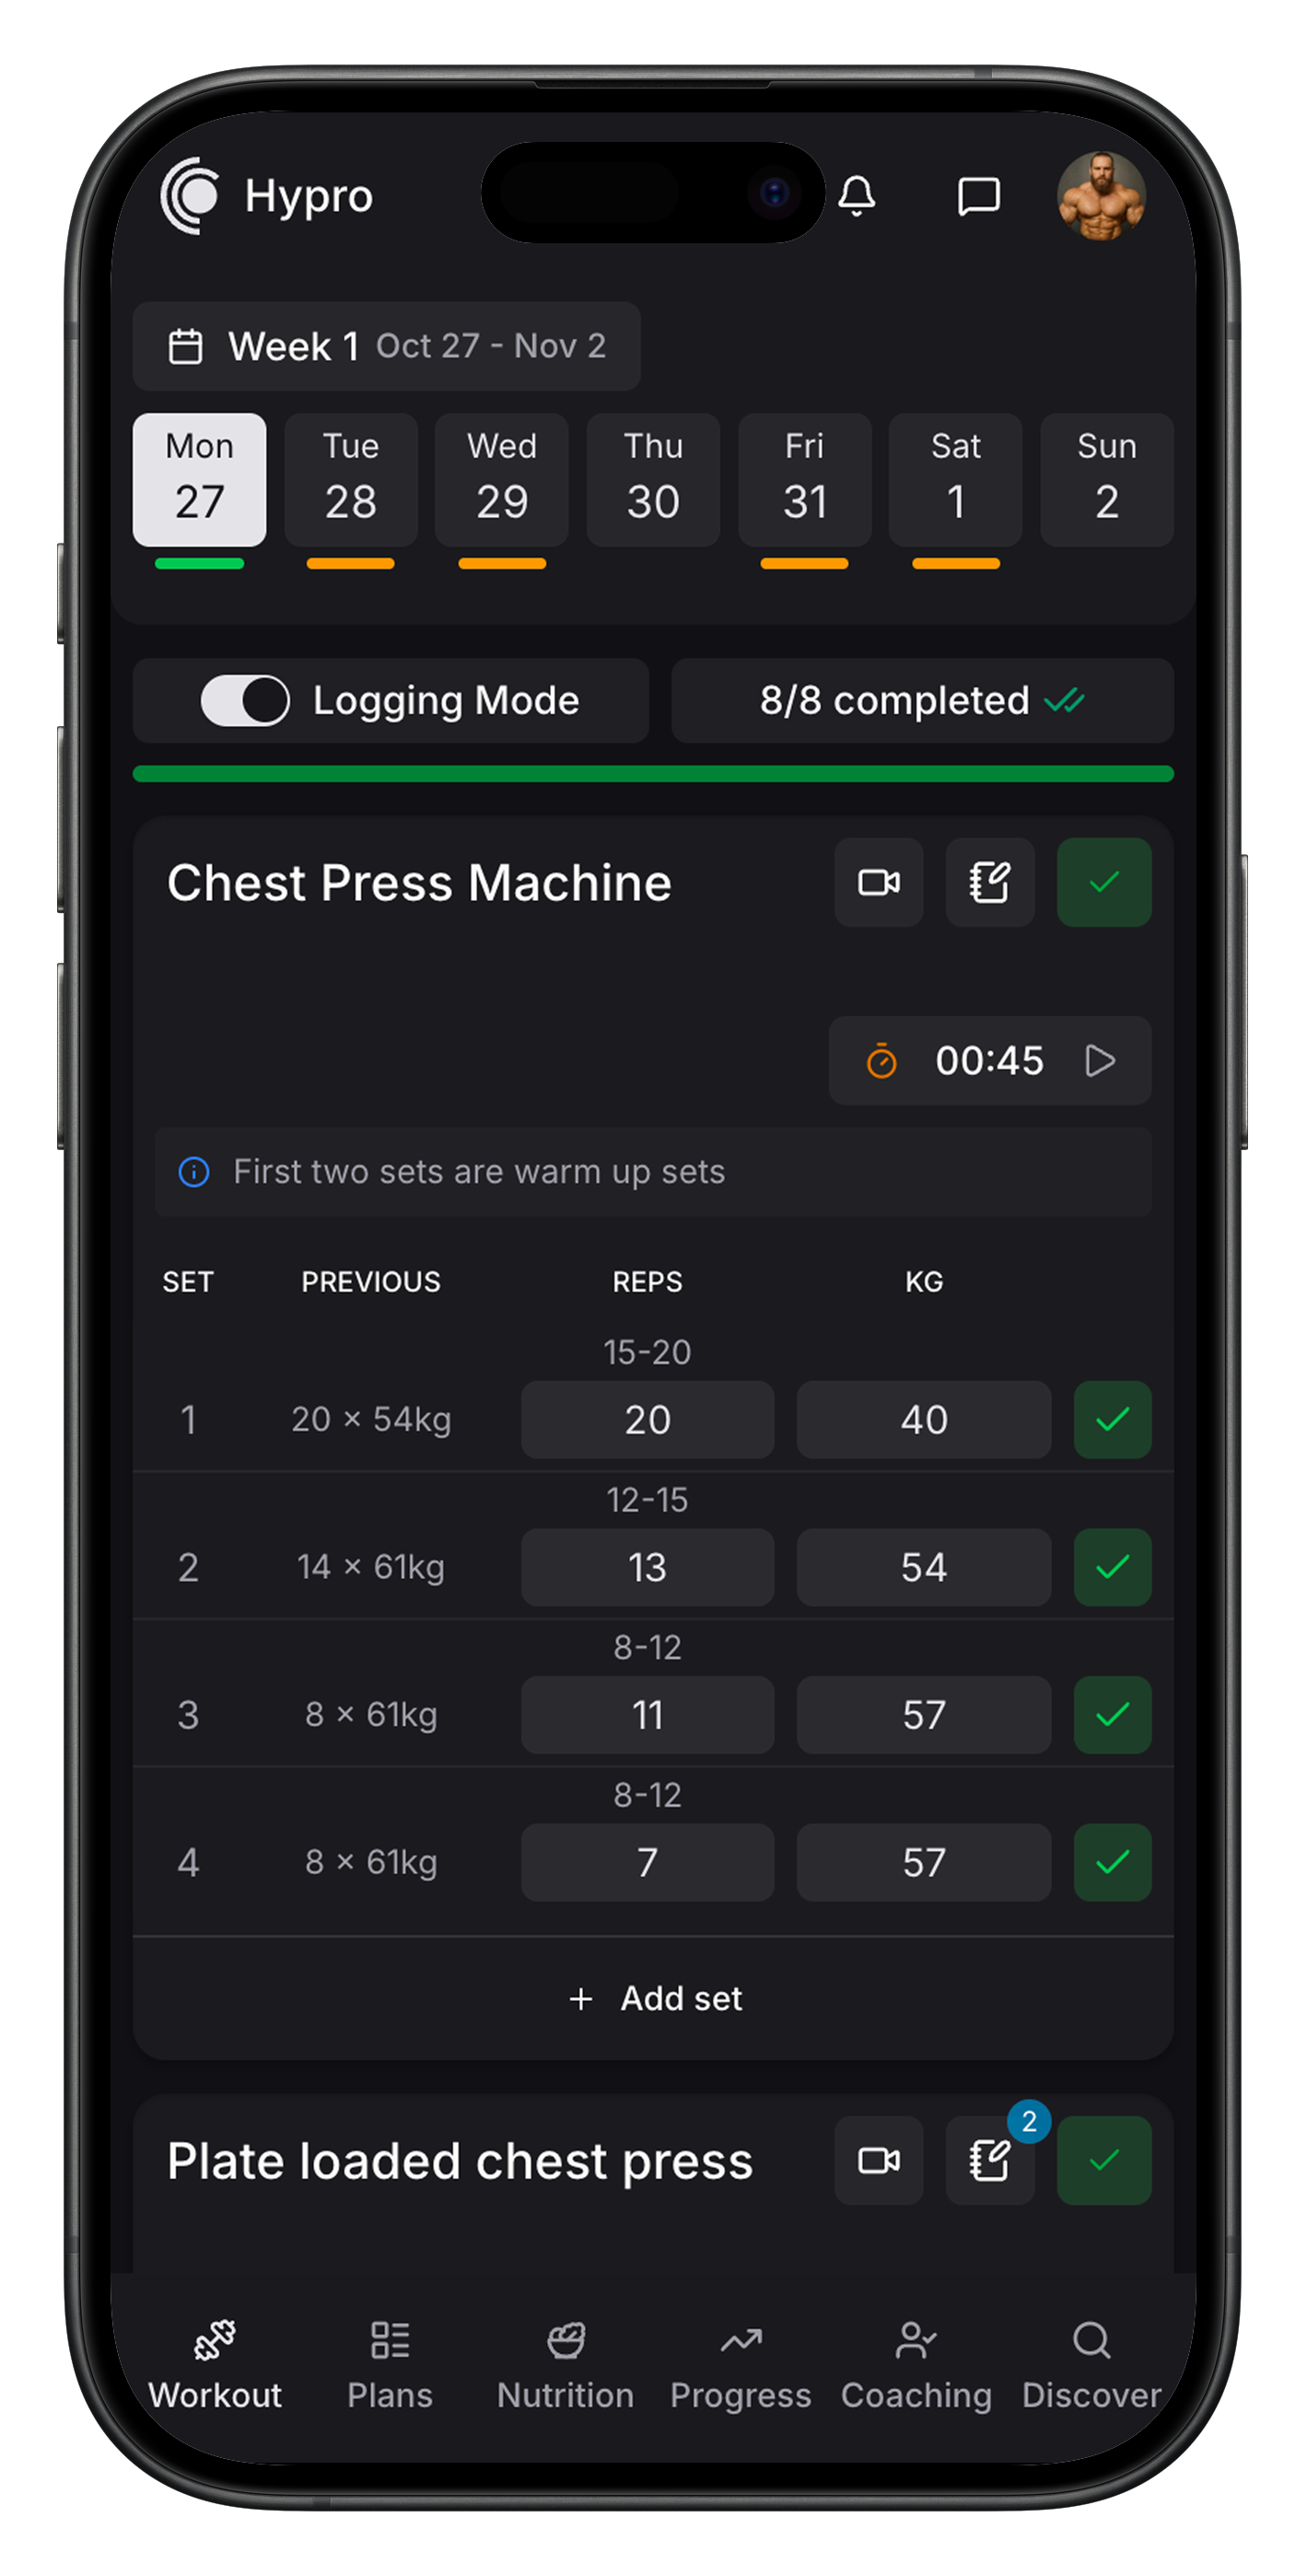 Hypro
Week 1 Oct 27 - Nov 2
Mon Tue Wed Thu Fri Sat Sun
27 28 29 30 31 1 2
Logging Mode 8/8 completed
Chest Press Machine
00:45
First two sets are warm up sets
SET PREVIOUS REPS KG
15-20
1 20 × 54kg 20 40
12-15
2 14 × 61kg 13 54
8-12
3 8 × 61kg 11 57
8-12
4 8 × 61kg 7 57
+ Add set
2
Plate loaded chest press
Workout Plans Nutrition Progress Coaching Discover